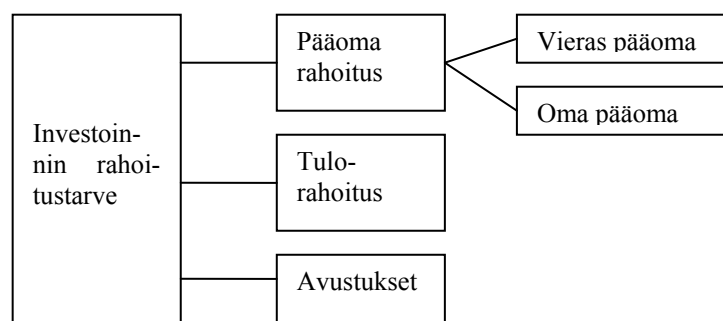 Investoin-
nin rahoi-
tustarve
Pääoma
rahoitus
Vieras pääoma
Oma pääoma
Tulo-
rahoitus
Avustukset